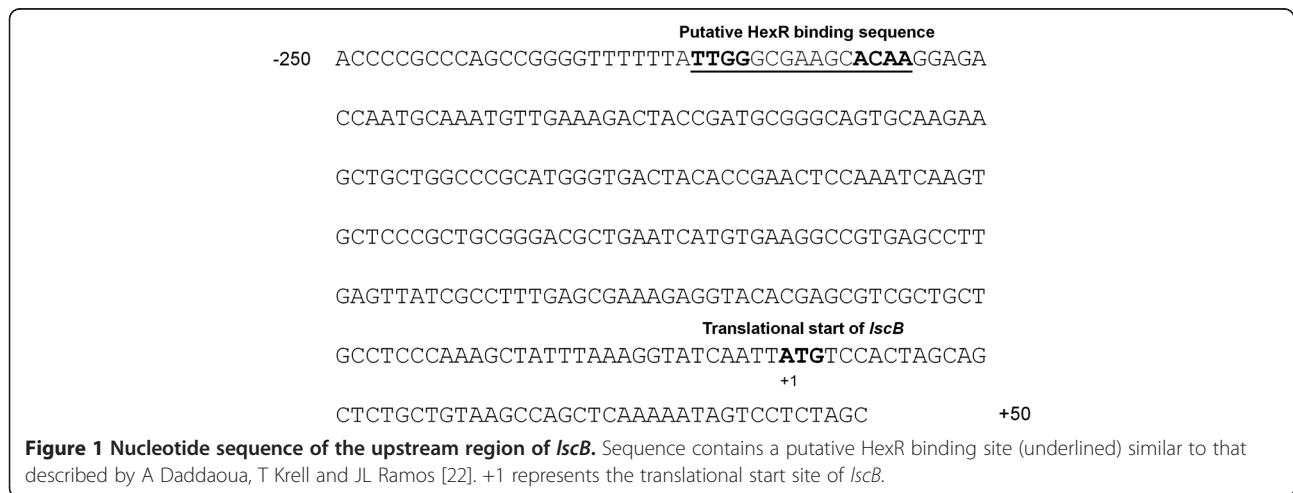 Putative HexR binding sequence
-250 ACCCCGCCCAGCCGGGGTTTTTTATTGGGCGAAGCACAAGGAGA
CCAATGCAAATGTTGAAAGACTACCGATGCGGGCAGTGCAAGAA
GCTGCTGGCCCGCATGGGTGACTACACCGAACTCCAAATCAAGT
GCTCCCGCTGCGGGACGCTGAATCATGTGAAGGCCGTGAGCCTT
GAGTTATCGCCTTTGAGCGAAAGAGGTACACGAGCGTCGCTGCT
Translational start of lscB
GCCTCCCAAAGCTATTTAAAGGTATCAATTATGTCCACTAGCAG
+1
CTCTGCTGTAAGCCAGCTCAAAAATAGTCCTCTAGC +50
Figure 1 Nucleotide sequence of the upstream region of lscB. Sequence contains a putative HexR binding site (underlined) similar to that
described by A Daddaoua, T Krell and JL Ramos [22]. +1 represents the translational start site of lscB.